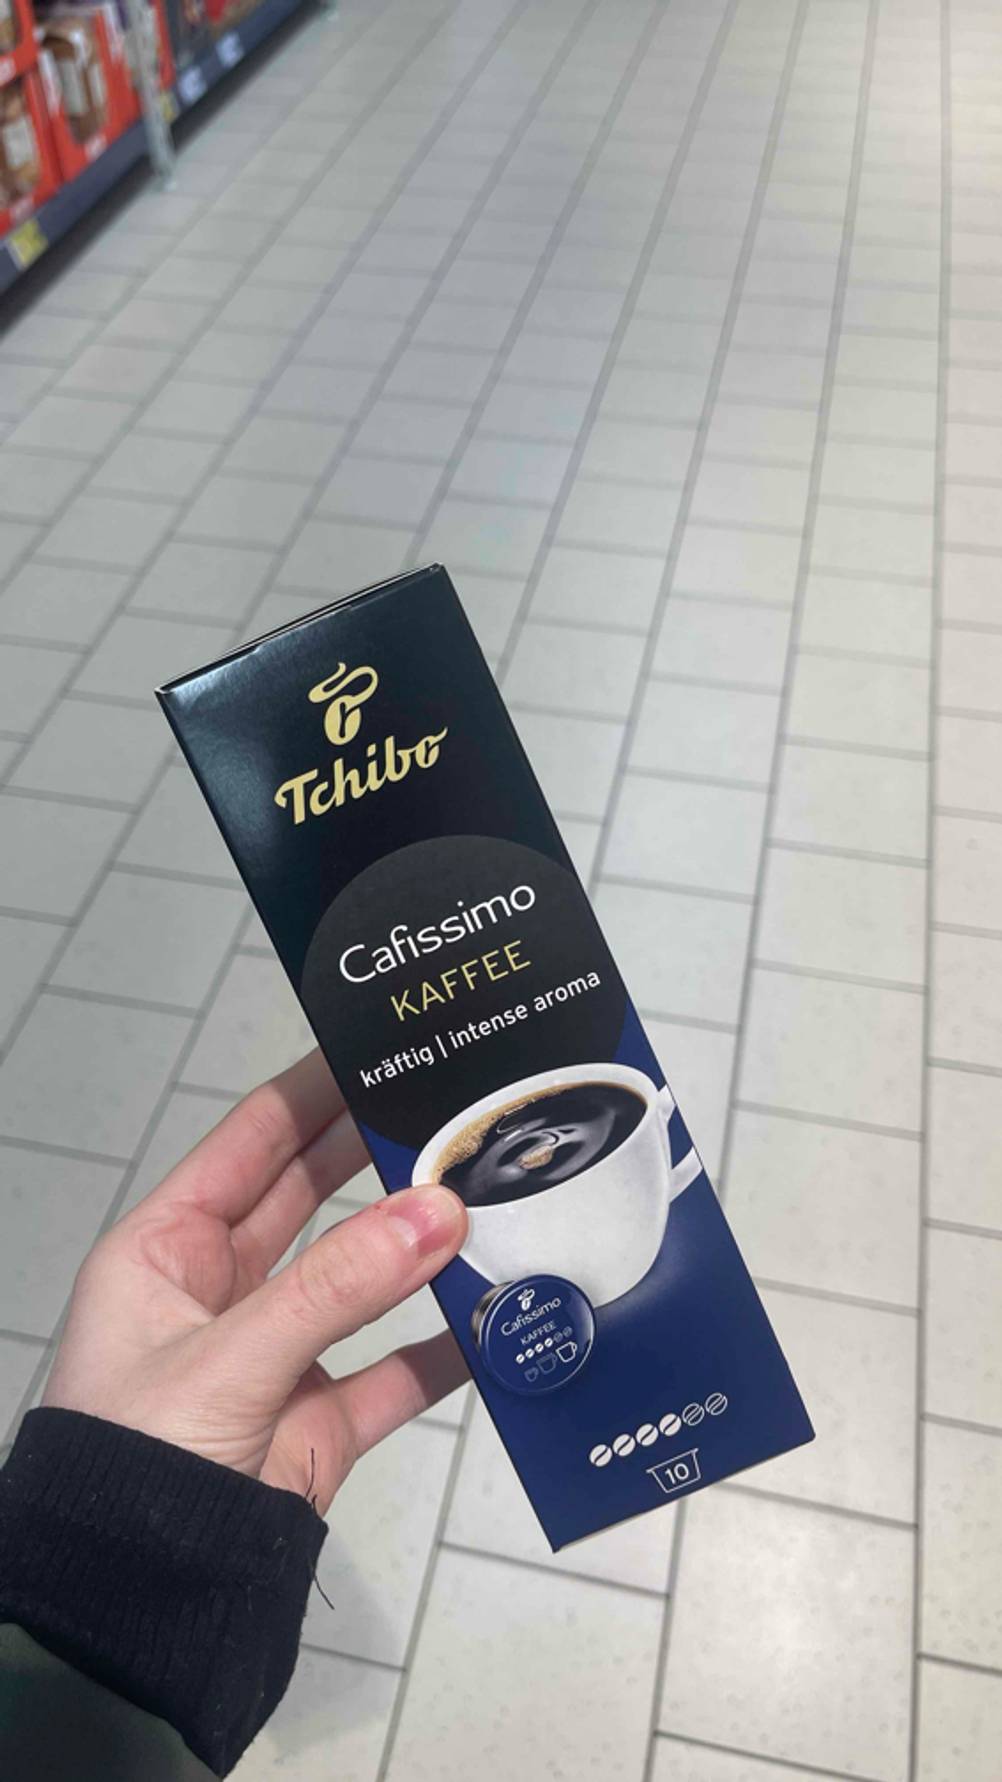 Tchibo
Cafissimo
KAFFEE
kräftig | intense aroma
Cafissimo
KAFFEE
10